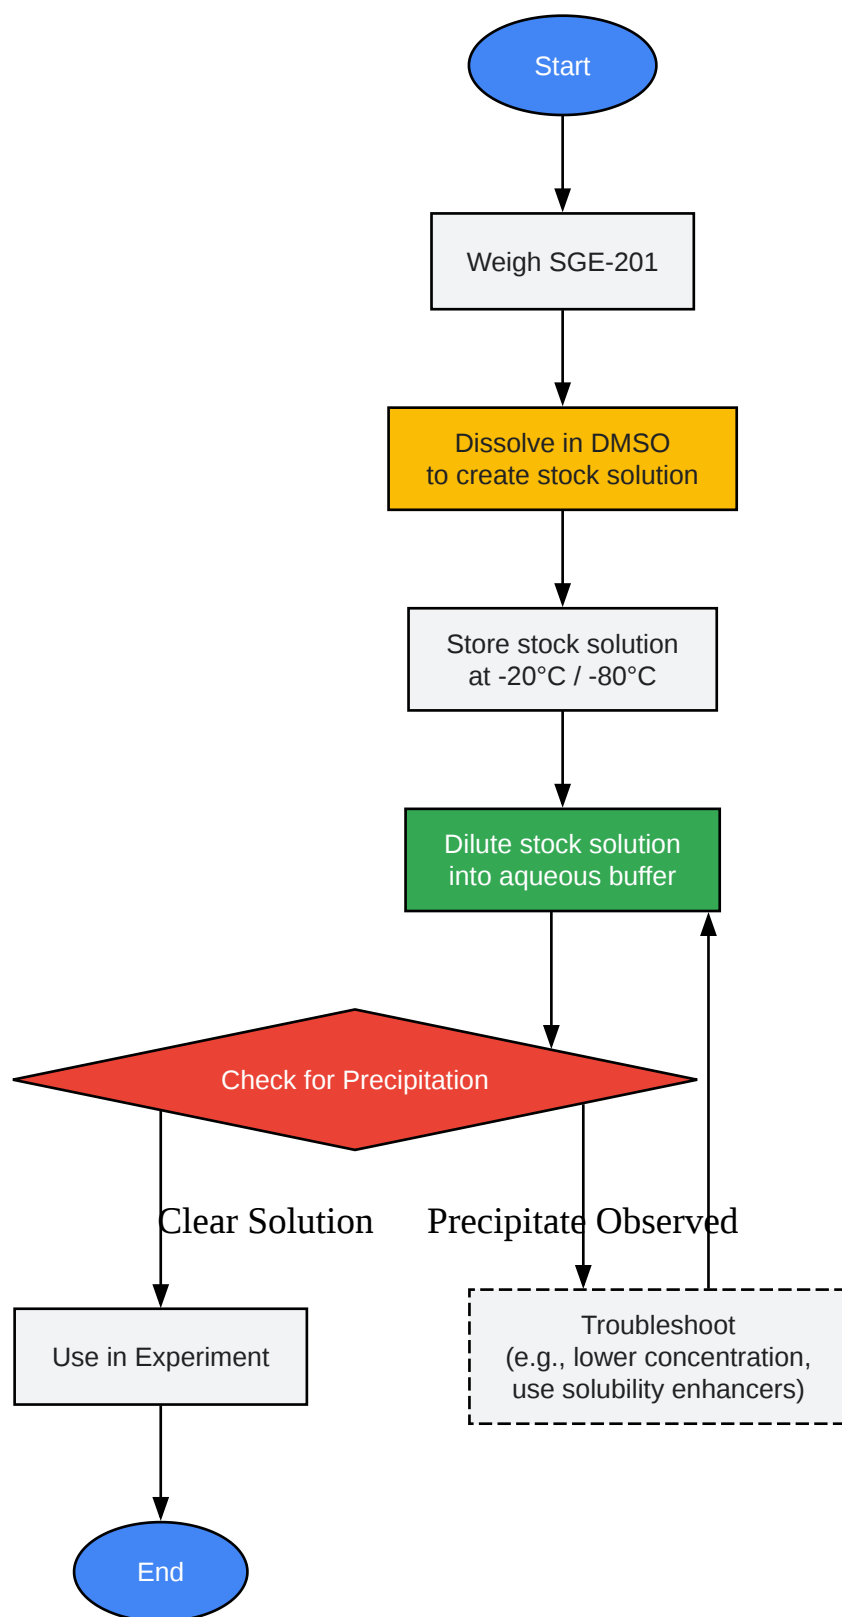 Start
Weigh SGE-201
Dissolve in DMSO
to create stock solution
Store stock solution
at -20°C / -80°C
Dilute stock solution
into aqueous buffer
Check for Precipitation
Clear Solution
Precipitate Observed
Use in Experiment
Troubleshoot
(e.g., lower concentration,
use solubility enhancers)
End